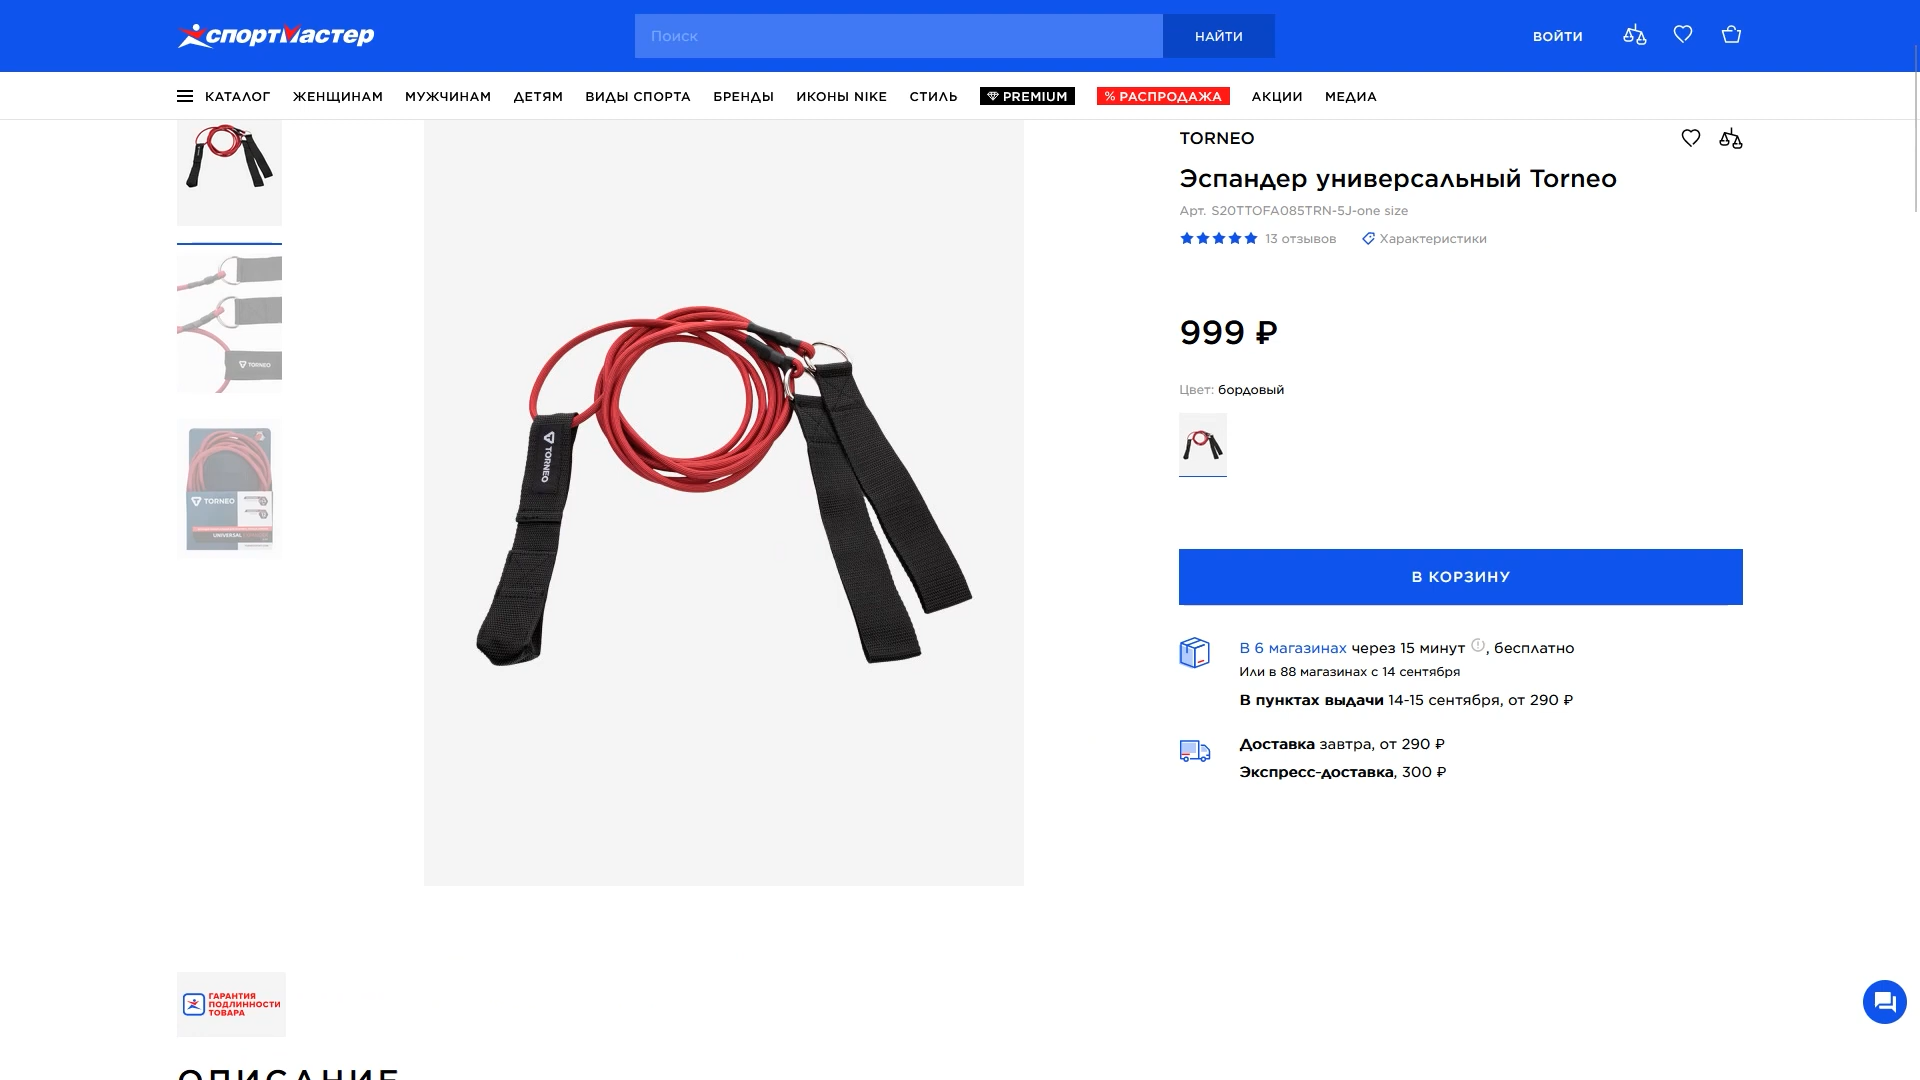 спортмастер
Поиск
НАЙТИ
ВОЙТИ
КАТАЛОГ ЖЕНЩИНАМ МУЖЧИНАМ ДЕТЯМ ВИДЫ СПОРТА БРЕНДЫ ИКОНЫ NIKE СТИЛЬ PREMIUM % РАСПРОДАЖА АКЦИИ МЕДИА
TORNEO
Эспандер универсальный Torneo
Арт. S20TTOFA085TRN-5J-one size
13 отзывов Характеристики
999 ₽
Цвет: бордовый
В КОРЗИНУ
В 6 магазинах через 15 минут, бесплатно
Или в 88 магазинах с 14 сентября
В пунктах выдачи 14-15 сентября, от 290 ₽
Доставка завтра, от 290 ₽
Экспресс-доставка, 300 ₽
TORNEO
TORNEO
TORNEO
UNIVERSAL
ГАРАНТИЯ
ПОДЛИННОСТИ
ТОВАРА
ОПИСАНИЕ